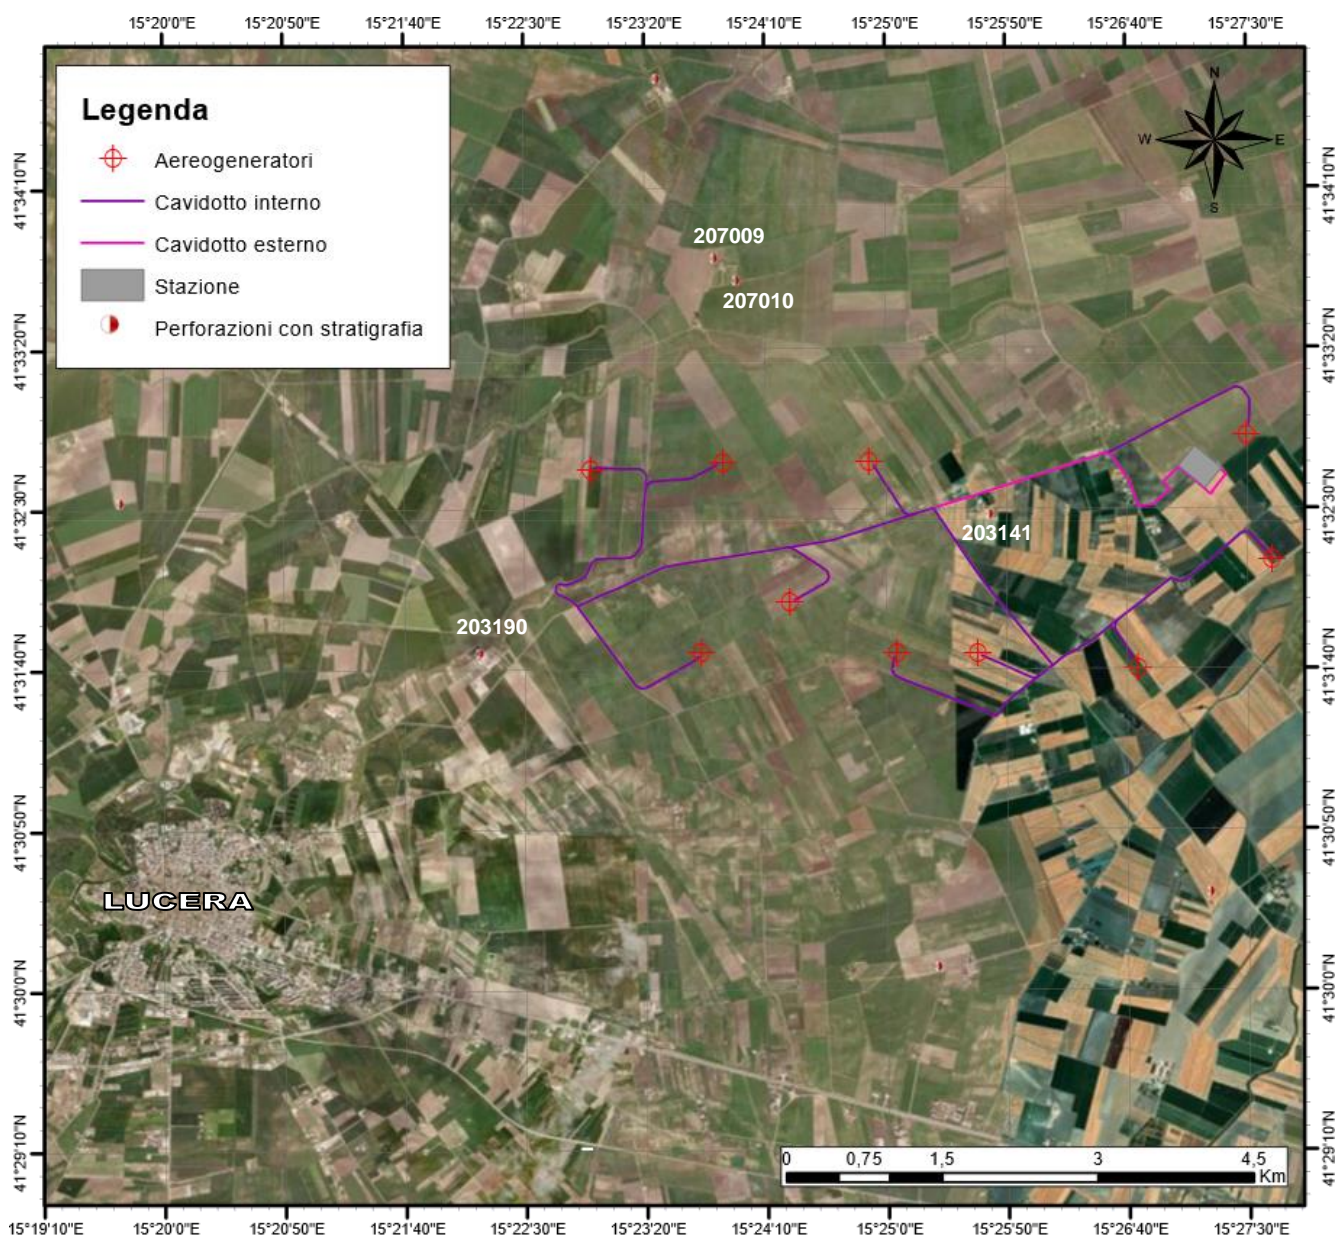 15°20'0"E 15°20'50"E 15°21'40"E 15°22'30"E 15°23'20"E 15°24'10"E 15°25'0"E 15°25'50"E 15°26'40"E 15°27'30"E
Legenda
Aereogeneratori
Cavidotto interno
Cavidotto esterno
Stazione
Perforazioni con stratigrafia
N
W E
S
41°34'10"N 41°34'10"N
207009
207010
41°33'20"N 41°33'20"N
41°32'30"N 41°32'30"N
203141
203190
41°31'40"N 41°31'40"N
41°30'50"N 41°30'50"N
LUCERA
41°30'0"N 41°30'0"N
41°29'10"N 41°29'10"N
0 0,75 1,5 3 4,5
Km
15°19'10"E 15°20'0"E 15°20'50"E 15°21'40"E 15°22'30"E 15°23'20"E 15°24'10"E 15°25'0"E 15°25'50"E 15°26'40"E 15°27'30"E